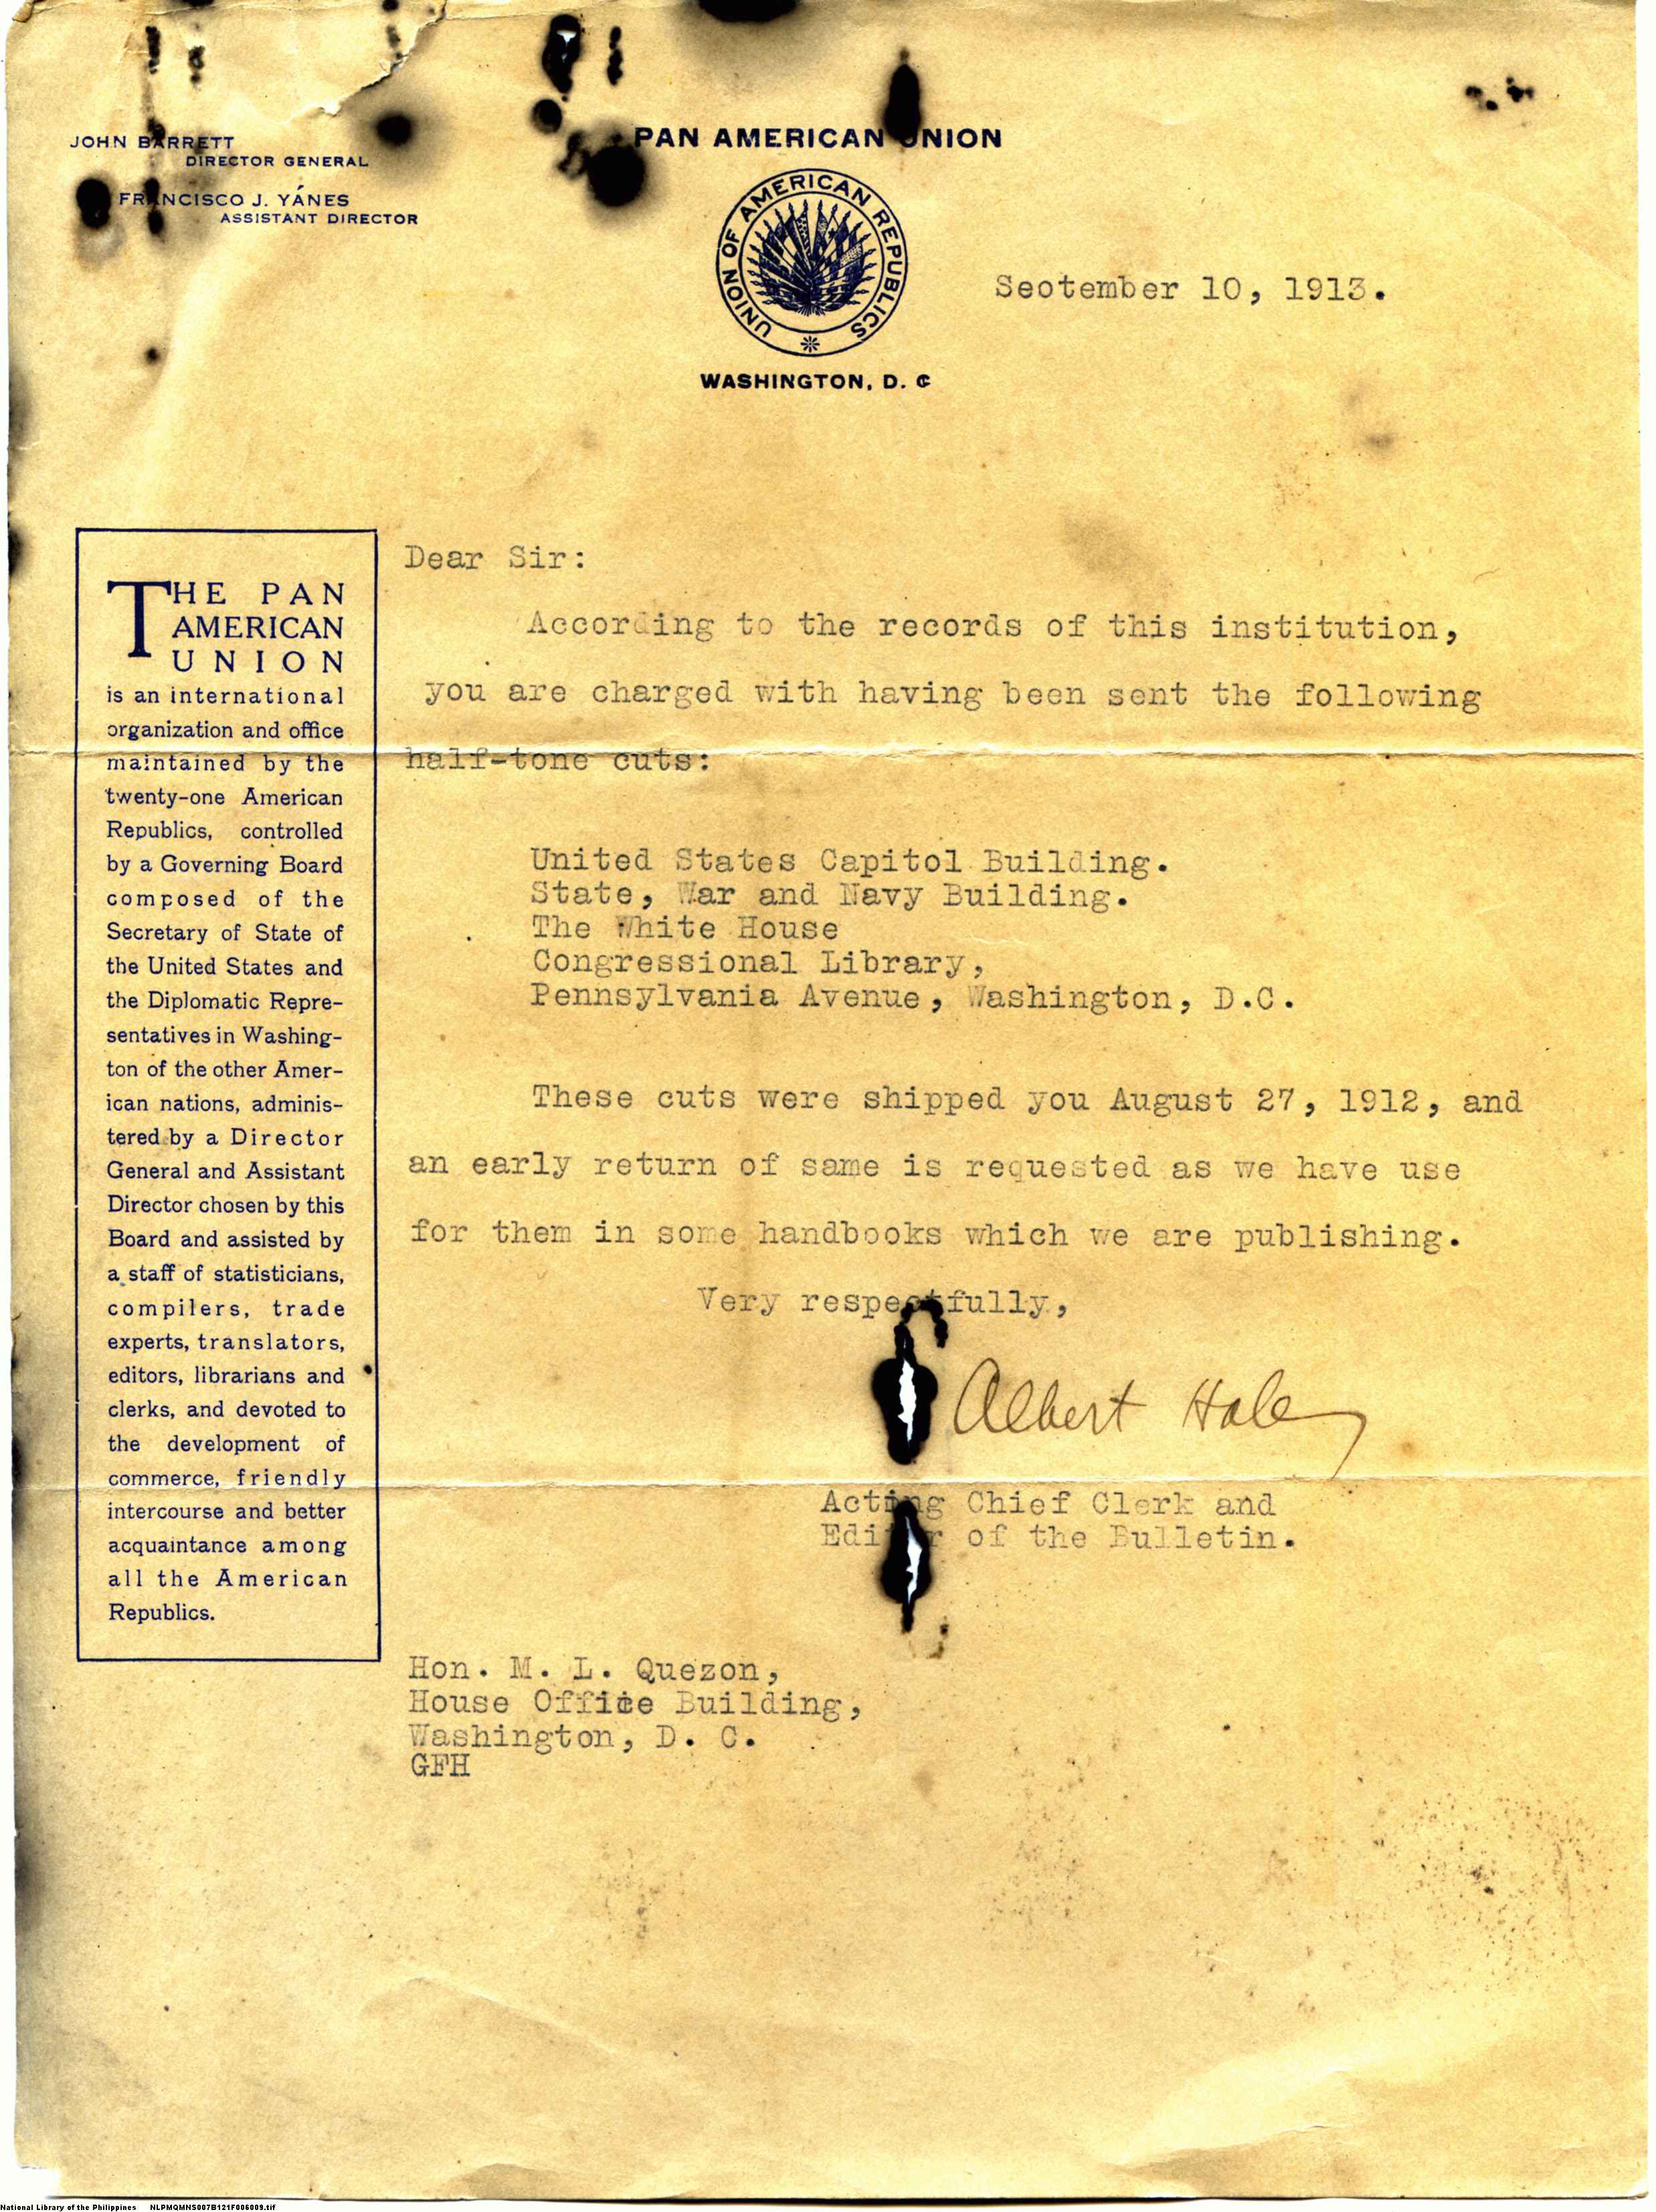 JOHN BARRETT
DIRECTOR GENERAL
FRANCISCO J. YÁNES
ASSISTANT DIRECTOR
PAN AMERICAN UNION
UNION OF AMERICAN REPUBLICS
WASHINGTON, D. C
Seotember 10, 1913.
THE PAN
AMERICAN
UNION
is an international
organization and office
maintained by the
twenty-one American
Republics, controlled
by a Governing Board
composed of the
Secretary of State of
the United States and
the Diplomatic Repre-
sentatives in Washing-
ton of the other Amer-
ican nations, adminis-
tered by a Director
General and Assistant
Director chosen by this
Board and assisted by
a staff of statisticians,
compilers, trade
experts, translators,
editors, librarians and
clerks, and devoted to
the development of
commerce, friendly
intercourse and better
acquaintance among
all the American
Republics.
Dear Sir:
According to the records of this institution,
you are charged with having been sent the following
half-tone cuts:
United States Capitol Building.
State, War and Navy Building.
The White House
Congressional Library,
Pennsylvania Avenue, Washington, D.C.
These cuts were shipped you August 27, 1912, and
an early return of same is requested as we have use
for them in some handbooks which we are publishing.
Very respectfully,
Albert Hale
Acting Chief Clerk and
Editor of the Bulletin.
Hon. M. L. Quezon,
House Office Building,
Washington, D. C.
GFH
National Library of the Philippines NLPMQMNS007B121F006009.tif